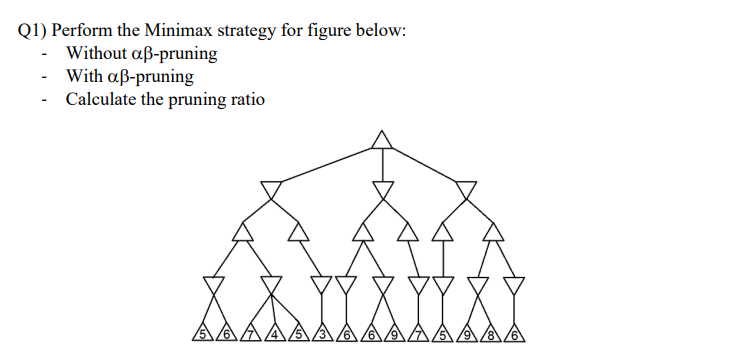 Q1) Perform the Minimax strategy for figure below:
- Without αβ-pruning
- With αβ-pruning
- Calculate the pruning ratio
5 6 7 4 5 3 6 6 9 7 5 9 8 6